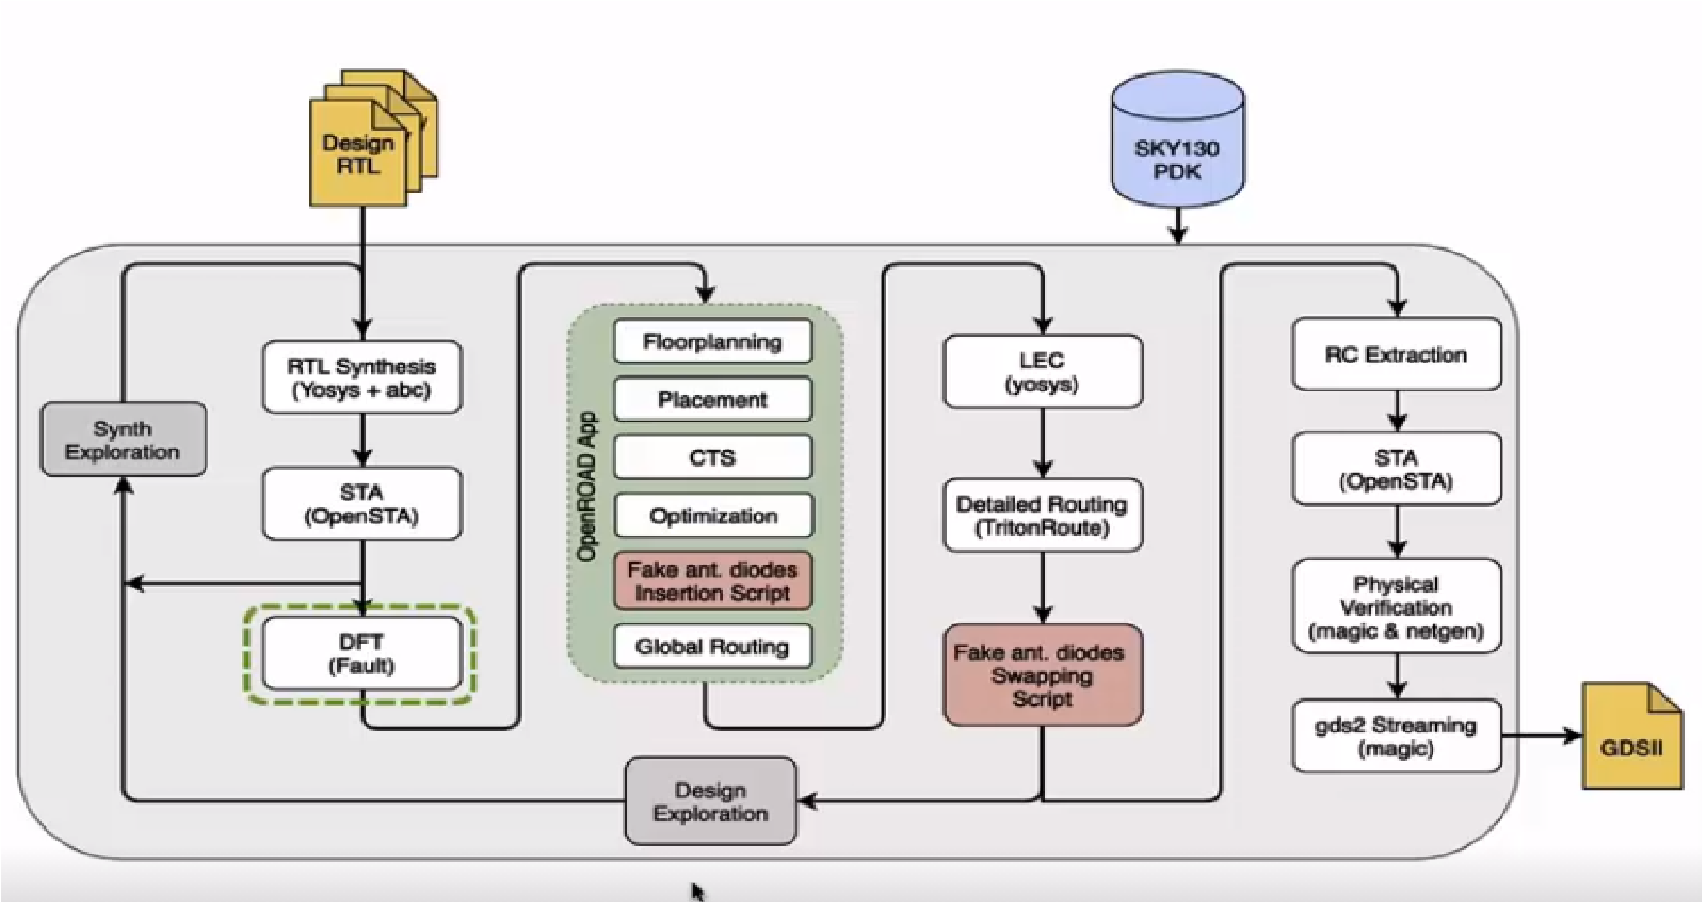 Design
RTL
SKY130
PDK
RTL Synthesis
(Yosys + abc)
Synth
Exploration
STA
(OpenSTA)
DFT
(Fault)
OpenROAD App
Floorplanning
Placement
CTS
Optimization
Fake ant. diodes
Insertion Script
Global Routing
LEC
(yosys)
Detailed Routing
(TritonRoute)
Fake ant. diodes
Swapping
Script
Design
Exploration
RC Extraction
STA
(OpenSTA)
Physical
Verification
(magic & netgen)
gds2 Streaming
(magic)
GDSII